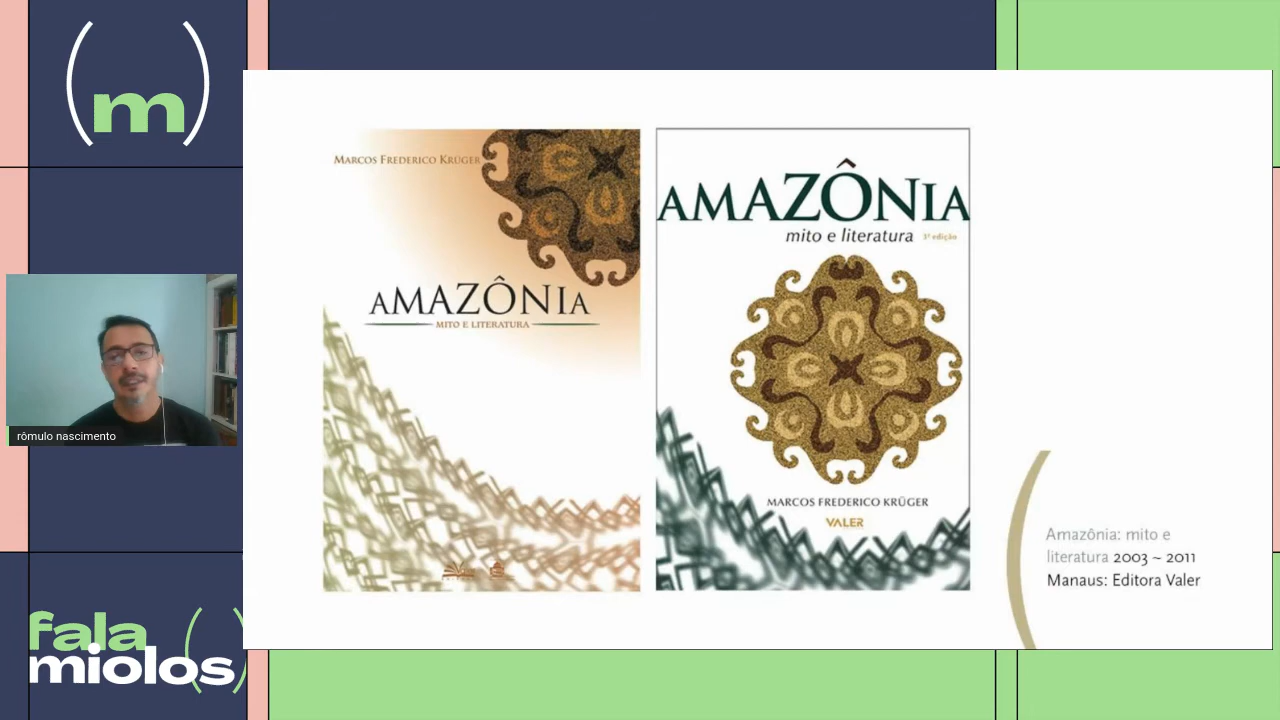 (m)
rômulo nascimento
fala
miolos( )
MARCOS FREDERICO KRÜGER
AMAZÔNIA
MITO E LITERATURA
AMAZÔNIA
mito e literatura 3ª edição
MARCOS FREDERICO KRÜGER
VALER
Amazônia: mito e
literatura 2003 ~ 2011
Manaus: Editora Valer